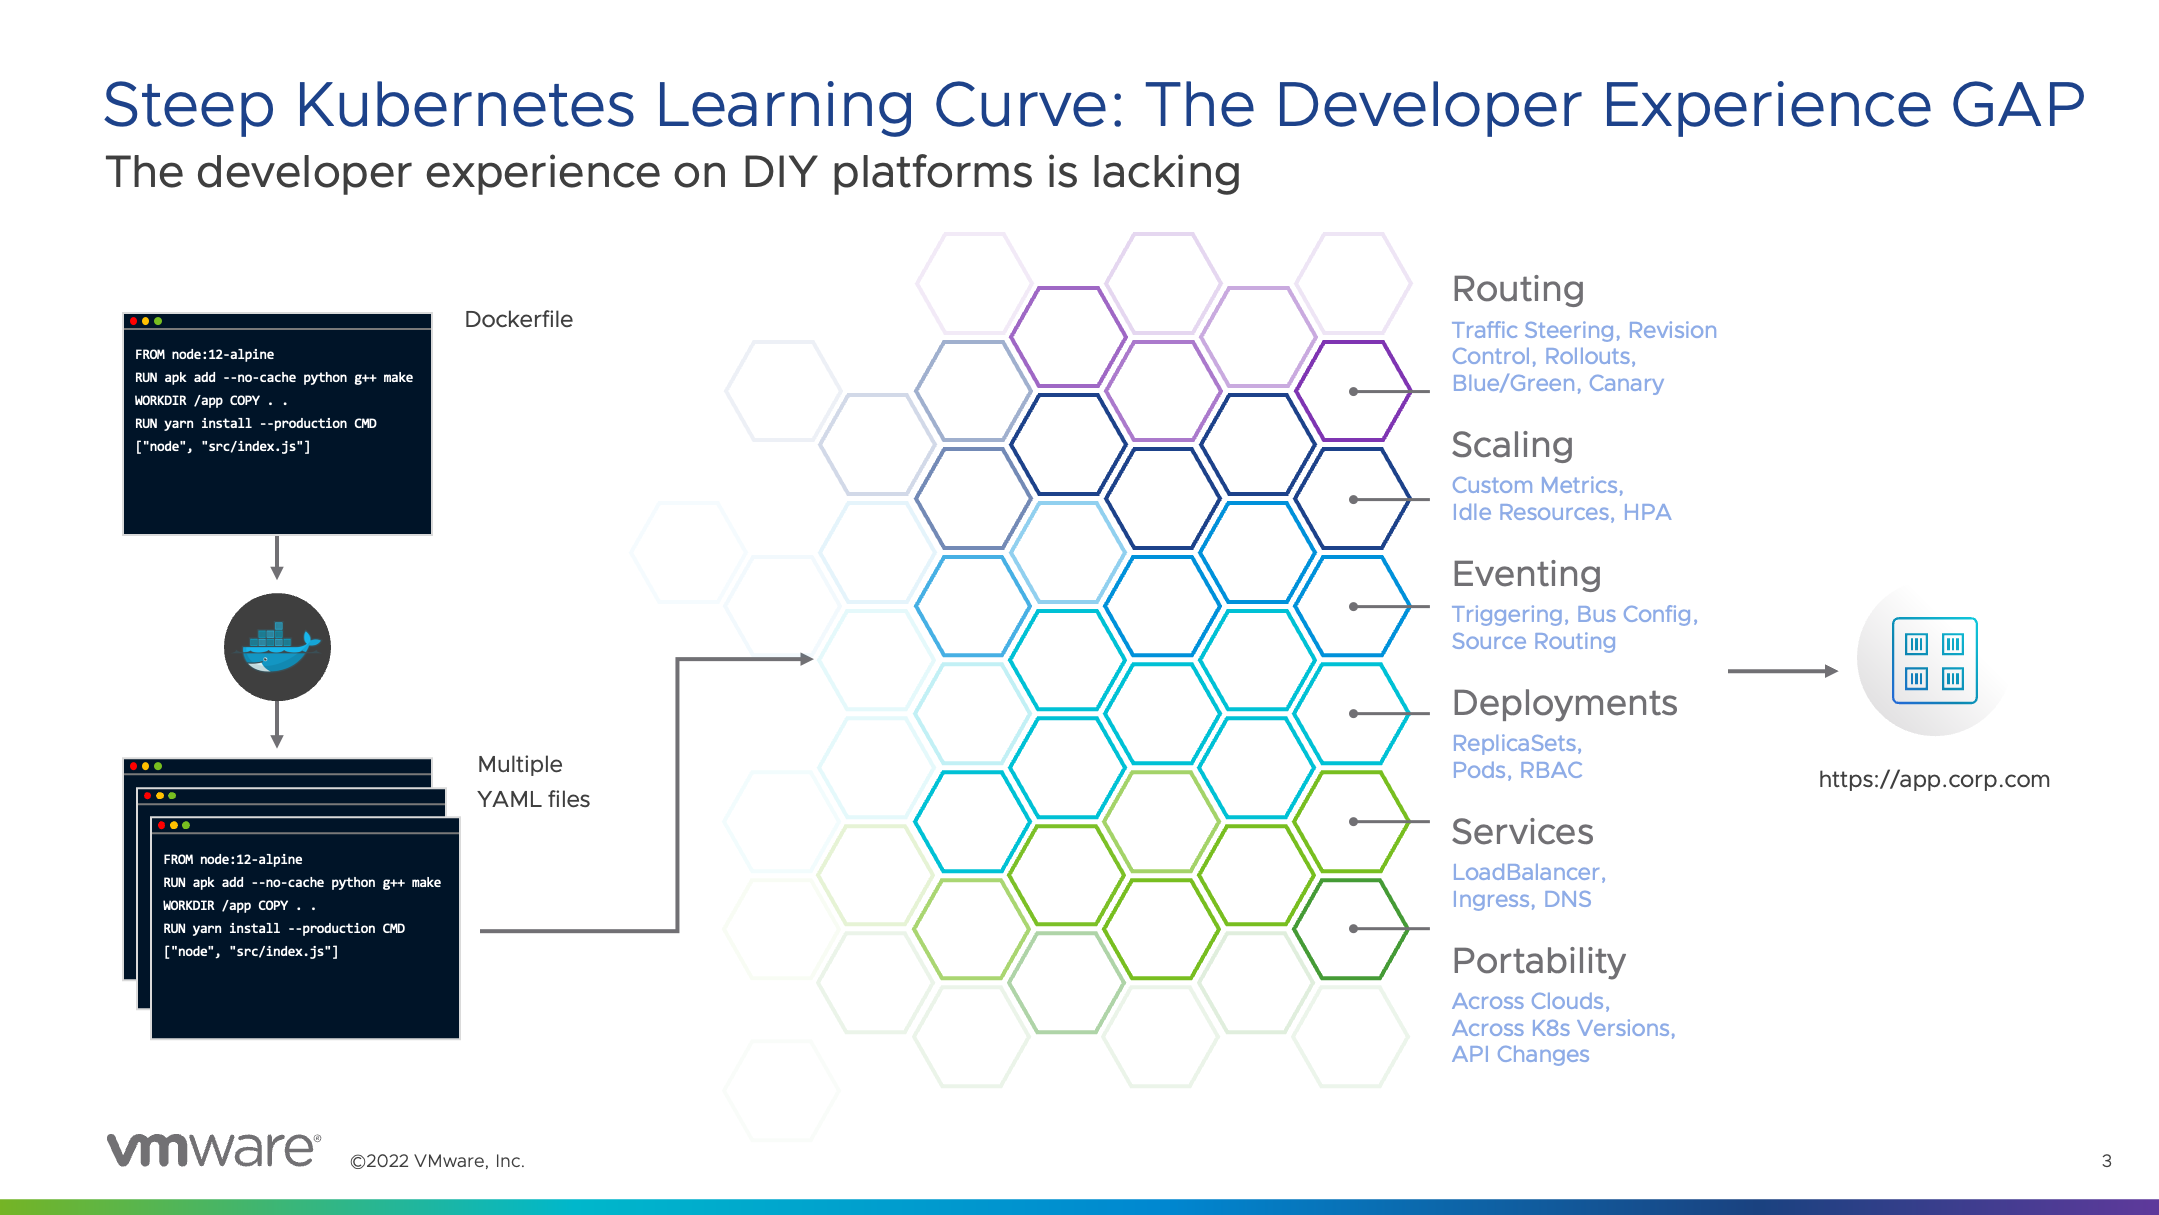 Steep Kubernetes Learning Curve: The Developer Experience GAP
The developer experience on DIY platforms is lacking
Dockerfile
FROM node:12-alpine
RUN apk add --no-cache python g++ make
WORKDIR /app COPY . .
RUN yarn install --production CMD
["node", "src/index.js"]
Multiple
YAML files
FROM node:12-alpine
RUN apk add --no-cache python g++ make
WORKDIR /app COPY . .
RUN yarn install --production CMD
["node", "src/index.js"]
Routing
Traffic Steering, Revision
Control, Rollouts,
Blue/Green, Canary
Scaling
Custom Metrics,
Idle Resources, HPA
Eventing
Triggering, Bus Config,
Source Routing
Deployments
ReplicaSets,
Pods, RBAC
Services
LoadBalancer,
Ingress, DNS
Portability
Across Clouds,
Across K8s Versions,
API Changes
https://app.corp.com
vmware®
©2022 VMware, Inc.
3